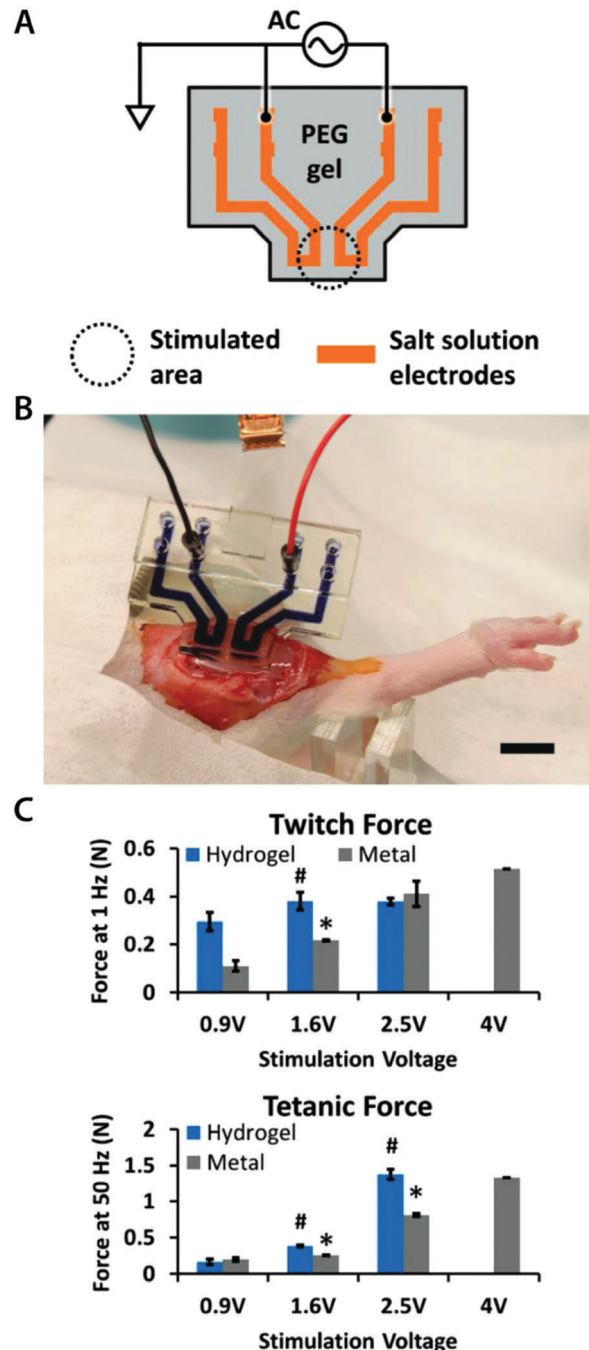 A
AC
PEG
gel
Stimulated
area
Salt solution
electrodes
B
C
Twitch Force
Hydrogel
Metal
#
*
Force at 1 Hz (N)
0.6
0.4
0.2
0
0.9V
1.6V
2.5V
4V
Stimulation Voltage
Tetanic Force
Hydrogel
Metal
#
*
#
*
Force at 50 Hz (N)
2
1.5
1
0.5
0
0.9V
1.6V
2.5V
4V
Stimulation Voltage